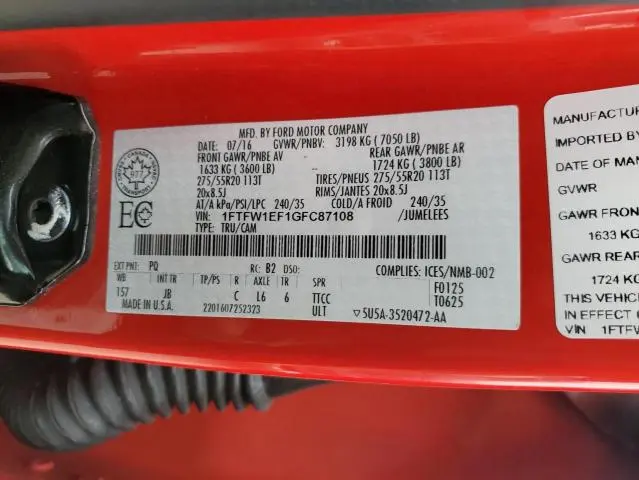 MFD. BY FORD MOTOR COMPANY
DATE: 07/16 GVWR/PNBV: 3198 KG ( 7050 LB)
FRONT GAWR/PNBE AV REAR GAWR/PNBE AR
1633 KG ( 3600 LB) 1724 KG ( 3800 LB)
275/55R20 113T TIRES/PNEUS 275/55R20 113T
20x8.5J RIMS/JANTES 20x8.5J
AT/A kPa/PSI/LPC 240/35 COLD/A FROID 240/35
VIN: 1FTFW1EF1GFC87108 /JUMELEES
TYPE: TRU/CAM
CANADA
977
EC
EXT PNT: PQ RC: B2 DSO: COMPLIES: ICES/NMB-002
WB INT TR TP/PS R AXLE TR SPR F0125
157 JB C L6 6 TTCC T0625
MADE IN U.S.A. 2201607252323 ULT ▽5U5A-3520472-AA
MANUFACTUR
IMPORTED B
DATE OF MAN
GVWR
GAWR FRON
1633 KG
GAWR REAR
1724 KG
THIS VEHIC
IN EFFECT
VIN 1FTFW